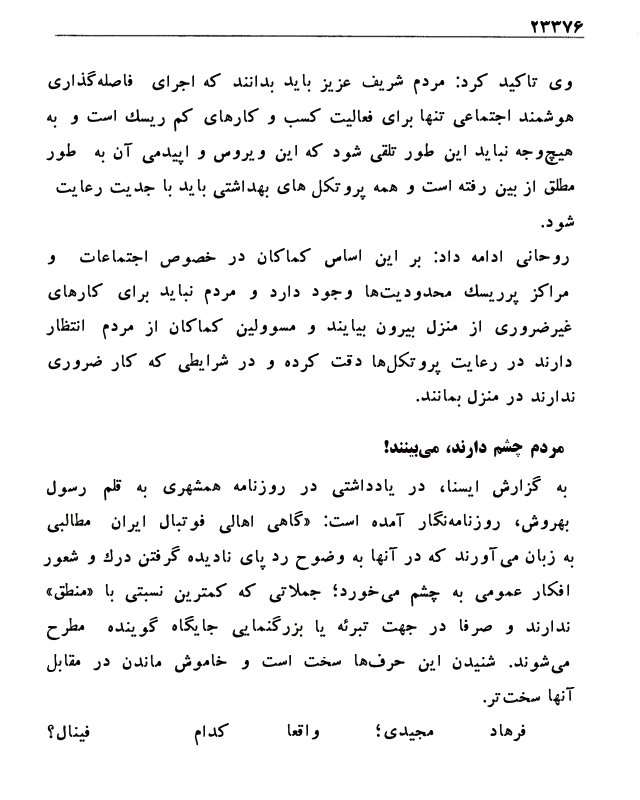 ۲۳۳۷۶
وی تاکید کرد: مردم شریف عزیز باید بدانند که اجرای فاصله‌گذاری
هوشمند اجتماعی تنها برای فعالیت کسب و کارهای کم ریسك است و به
هیچ‌وجه نباید این طور تلقی شود که این ویروس و اپیدمی آن به طور
مطلق از بین رفته است و همه پروتکل های بهداشتی باید با جدیت رعایت
شود.
روحانی ادامه داد: بر این اساس کماکان در خصوص اجتماعات و
مراکز پرریسك محدودیت‌ها وجود دارد و مردم نباید برای کارهای
غیرضروری از منزل بیرون بیایند و مسوولین کماکان از مردم انتظار
دارند در رعایت پروتکل‌ها دقت کرده و در شرایطی که کار ضروری
ندارند در منزل بمانند.
مردم چشم دارند، می‌بینند!
به گزارش ایسنا، در یادداشتی در روزنامه همشهری به قلم رسول
بهروش، روزنامه‌نگار آمده است: «گاهی اهالی فوتبال ایران مطالبی
به زبان می‌آورند که در آنها به وضوح رد پای نادیده گرفتن درك و شعور
افکار عمومی به چشم می‌خورد؛ جملاتی که کمترین نسبتی با «منطق»
ندارند و صرفا در جهت تبرئه یا بزرگنمایی جایگاه گوینده مطرح
می‌شوند. شنیدن این حرف‌ها سخت است و خاموش ماندن در مقابل
آنها سخت‌تر.
فرهاد مجیدی؛ واقعا کدام فینال؟